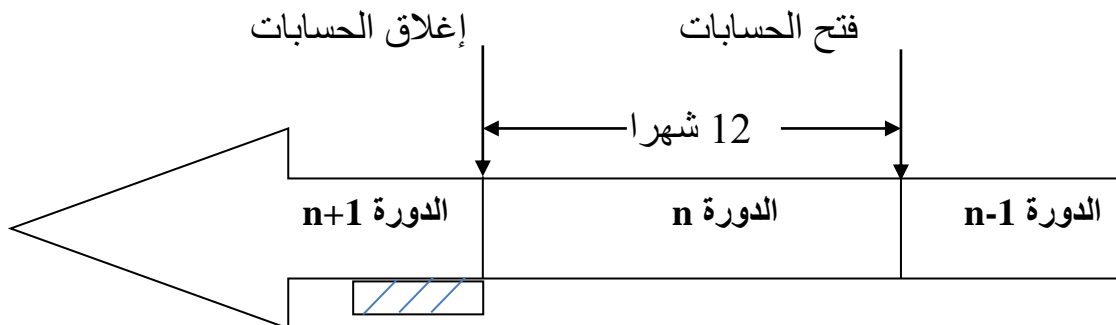 فتح الحسابات
إغلاق الحسابات
12 شهرا
الدورة n-1
الدورة n
الدورة n+1